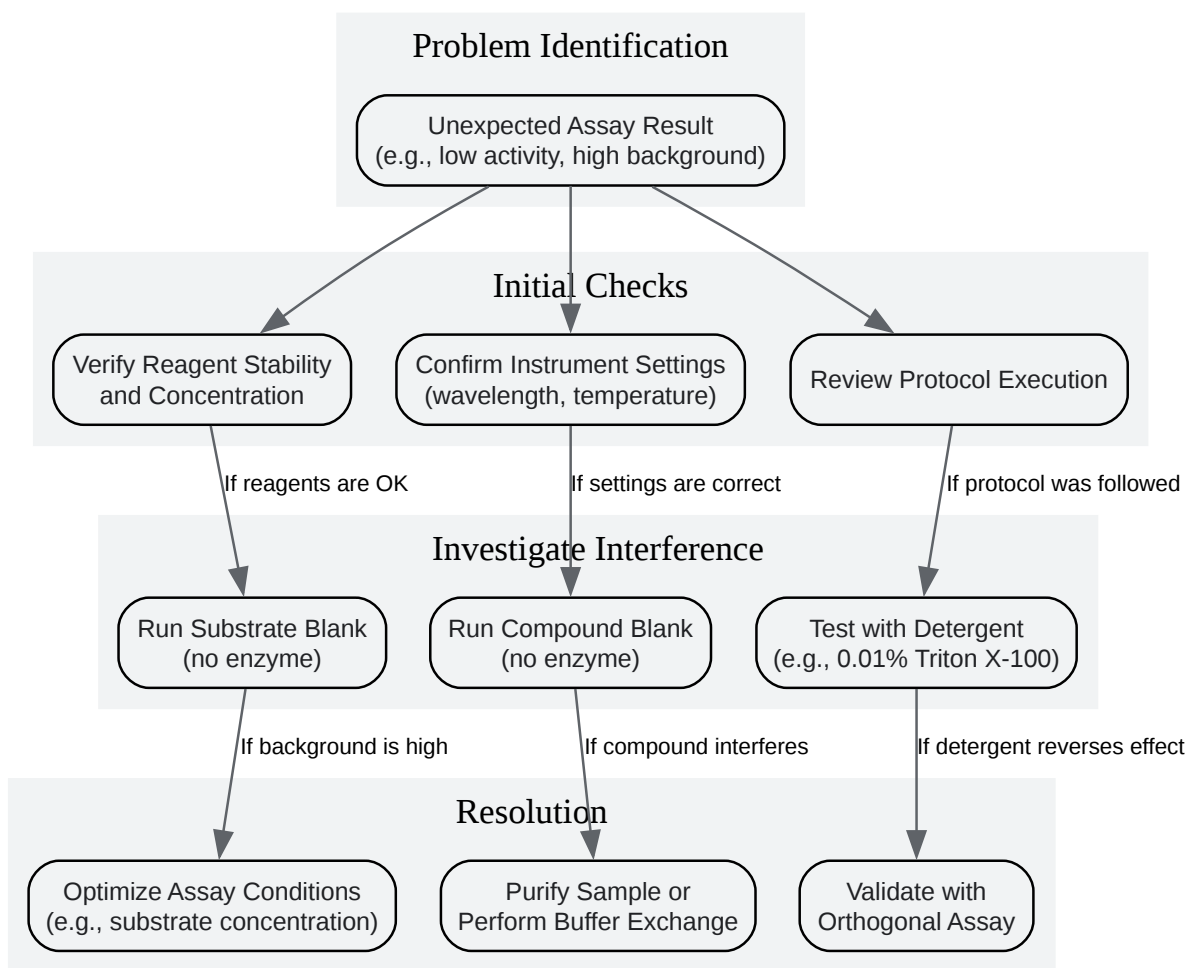 Problem Identification
Unexpected Assay Result
(e.g., low activity, high background)
Initial Checks
Verify Reagent Stability
and Concentration
Confirm Instrument Settings
(wavelength, temperature)
Review Protocol Execution
If reagents are OK
If settings are correct
If protocol was followed
Investigate Interference
Run Substrate Blank
(no enzyme)
Run Compound Blank
(no enzyme)
Test with Detergent
(e.g., 0.01% Triton X-100)
If background is high
If compound interferes
If detergent reverses effect
Resolution
Optimize Assay Conditions
(e.g., substrate concentration)
Purify Sample or
Perform Buffer Exchange
Validate with
Orthogonal Assay